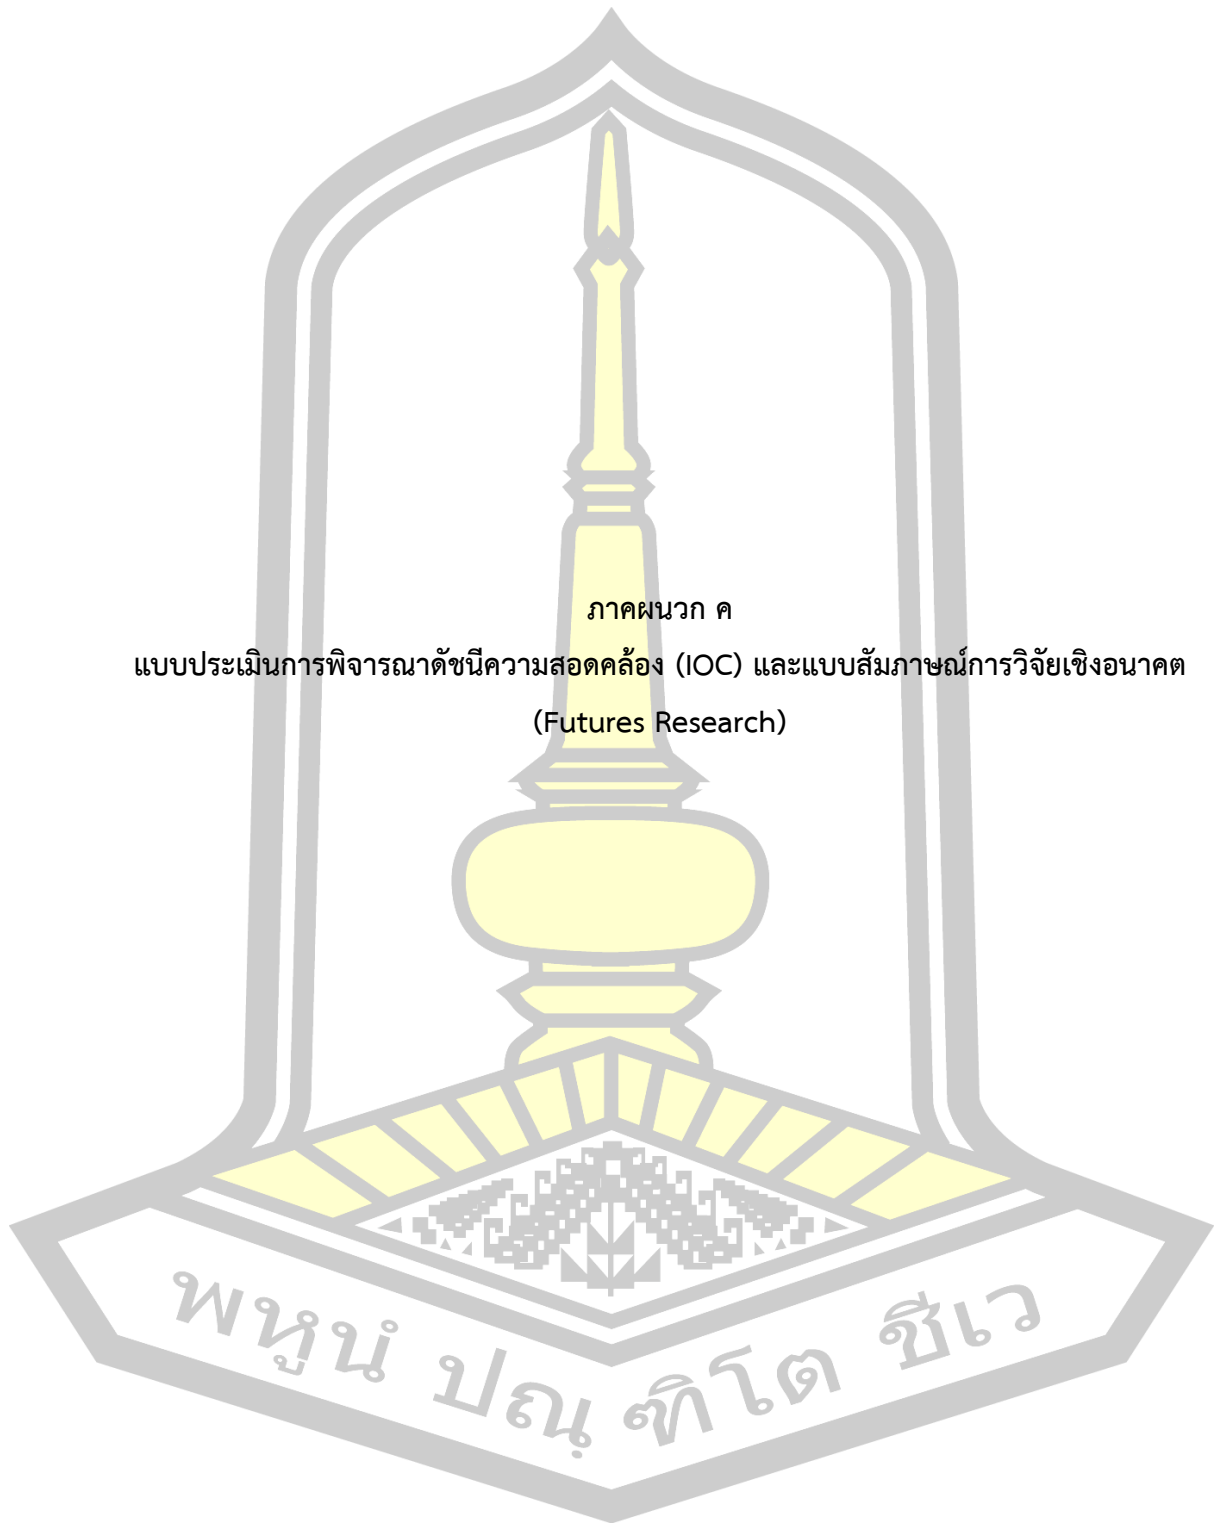 ภาคผนวก ค
แบบประเมินการพิจารณาดัชนีความสอดคล้อง (IOC) และแบบสัมภาษณ์การวิจัยเชิงอนาคต
(Futures Research)
พหูนํ ปณฺฑิโต ชีเว